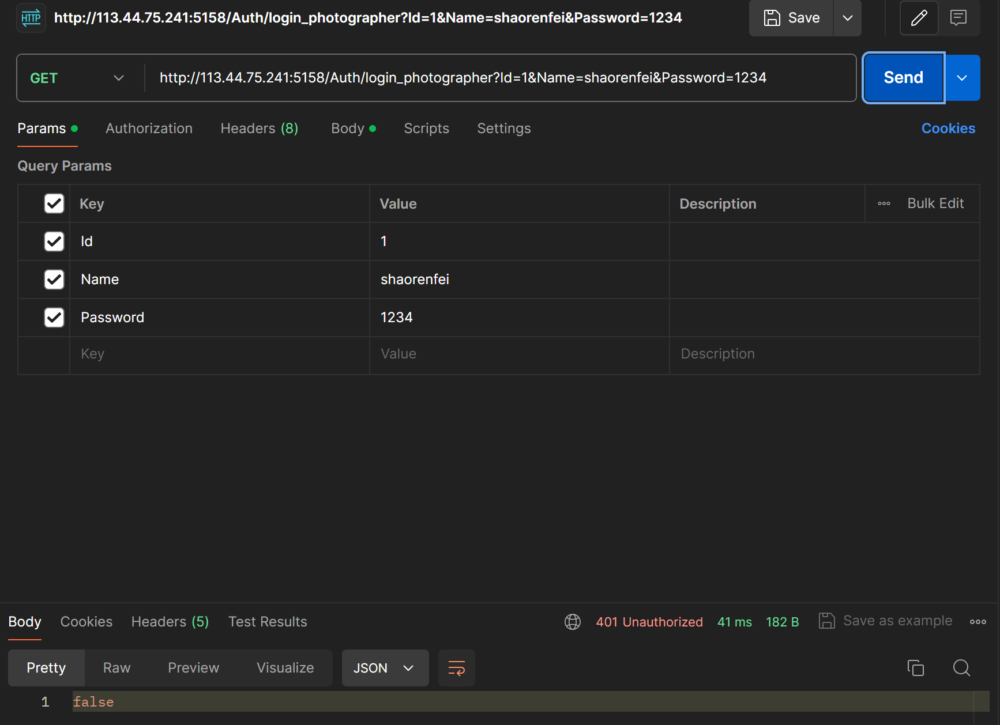 HTTP http://113.44.75.241:5158/Auth/login_photographer?Id=1&Name=shaorenfei&Password=1234 Save
GET http://113.44.75.241:5158/Auth/login_photographer?Id=1&Name=shaorenfei&Password=1234 Send
Params Authorization Headers (8) Body Scripts Settings Cookies
Query Params
Key Value Description Bulk Edit
Id 1
Name shaorenfei
Password 1234
Key Value Description
Body Cookies Headers (5) Test Results 401 Unauthorized 41 ms 182 B Save as example
Pretty Raw Preview Visualize JSON
1 false